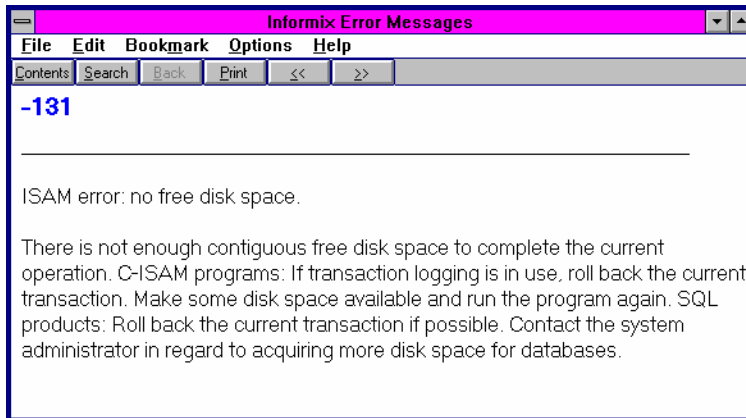 Informix Error Messages
File Edit Bookmark Options Help
Contents Search Back Print << >>
-131
ISAM error: no free disk space.
There is not enough contiguous free disk space to complete the current
operation. C-ISAM programs: If transaction logging is in use, roll back the current
transaction. Make some disk space available and run the program again. SQL
products: Roll back the current transaction if possible. Contact the system
administrator in regard to acquiring more disk space for databases.